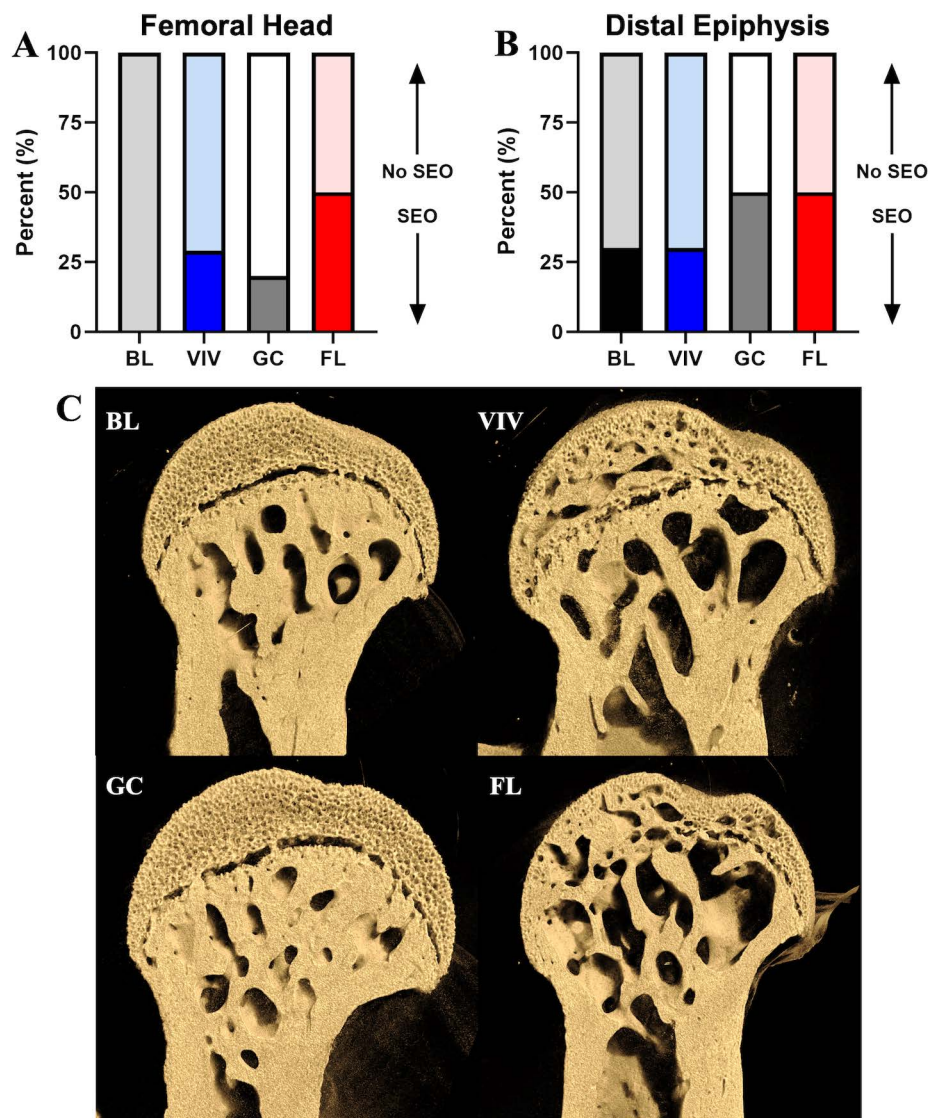 A
Femoral Head
Percent (%)
100
75
50
25
0
BL VIV GC FL
No SEO
SEO
B
Distal Epiphysis
Percent (%)
100
75
50
25
0
BL VIV GC FL
No SEO
SEO
C
BL
VIV
GC
FL